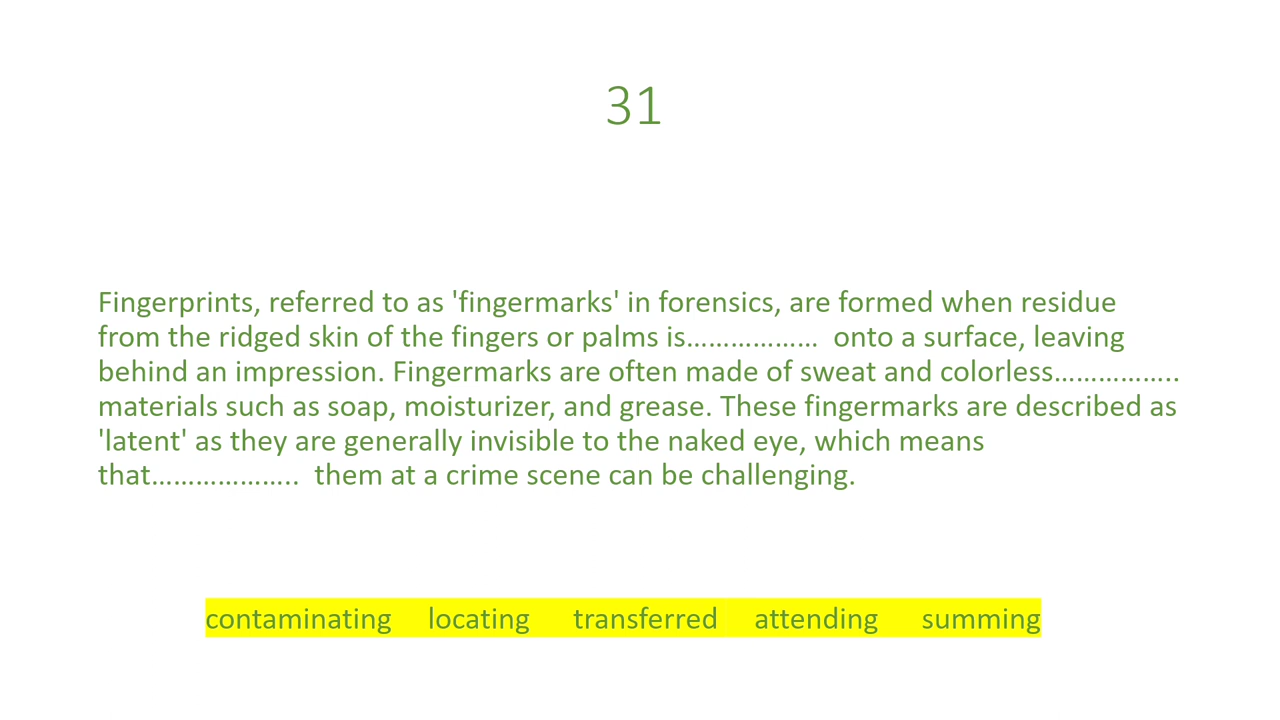 31
Fingerprints, referred to as 'fingermarks' in forensics, are formed when residue
from the ridged skin of the fingers or palms is……………… onto a surface, leaving
behind an impression. Fingermarks are often made of sweat and colorless……………..
materials such as soap, moisturizer, and grease. These fingermarks are described as
'latent' as they are generally invisible to the naked eye, which means
that……………….. them at a crime scene can be challenging.
contaminating locating transferred attending summing